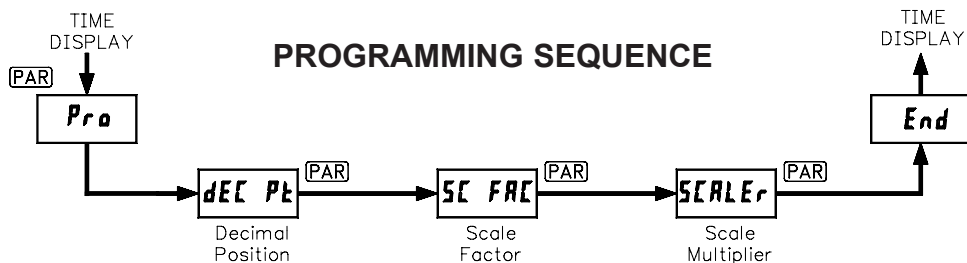 TIME
DISPLAY
PROGRAMMING SEQUENCE
TIME
DISPLAY
PAR
Pro
End
dEC Pt
PAR
SC FAC
PAR
SCALEr
PAR
Decimal
Position
Scale
Factor
Scale
Multiplier